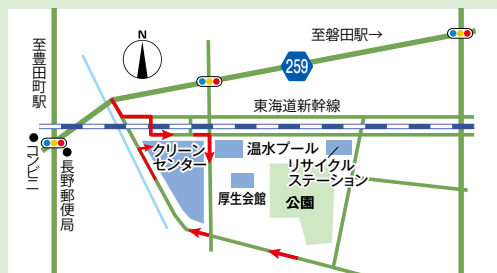 N
至磐田駅→
259
至豊田町駅
東海道新幹線
クリーン
センター
温水プール
リサイクル
ステーション
コンビニ
長野郵便局
厚生会館
公園